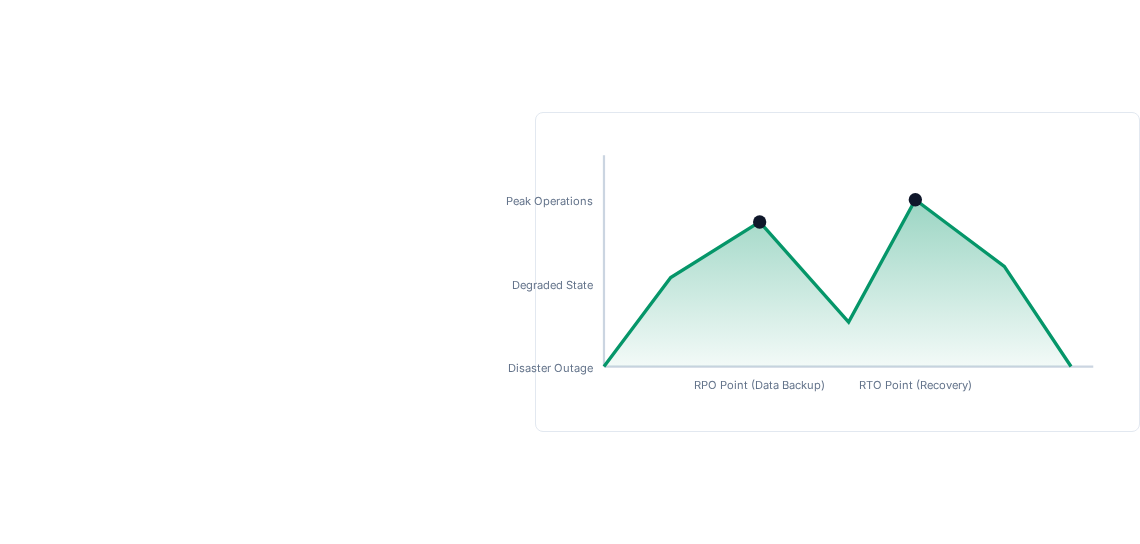 Peak Operations
Degraded State
Disaster Outage
RPO Point (Data Backup)
RTO Point (Recovery)